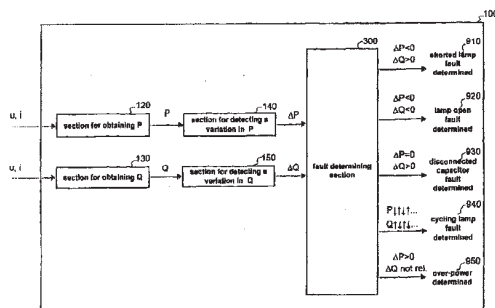 100
300
ΔP<0
ΔQ>0
910
shorted lamp
fault
determined
120
140
u, i
section for obtaining P
P
section for detecting a
variation in P
ΔP
ΔP<0
ΔQ<0
920
lamp open
fault
determined
130
150
u, i
section for obtaining Q
Q
section for detecting a
variation in Q
ΔQ
fault determining
section
ΔP=0
ΔQ>0
930
disconnected
capacitor fault
determined
P↓↑↓↑...
Q↑↓↑↓...
940
cycling lamp
fault
determined
ΔP>0
ΔQ not rel.
950
over-power
determined